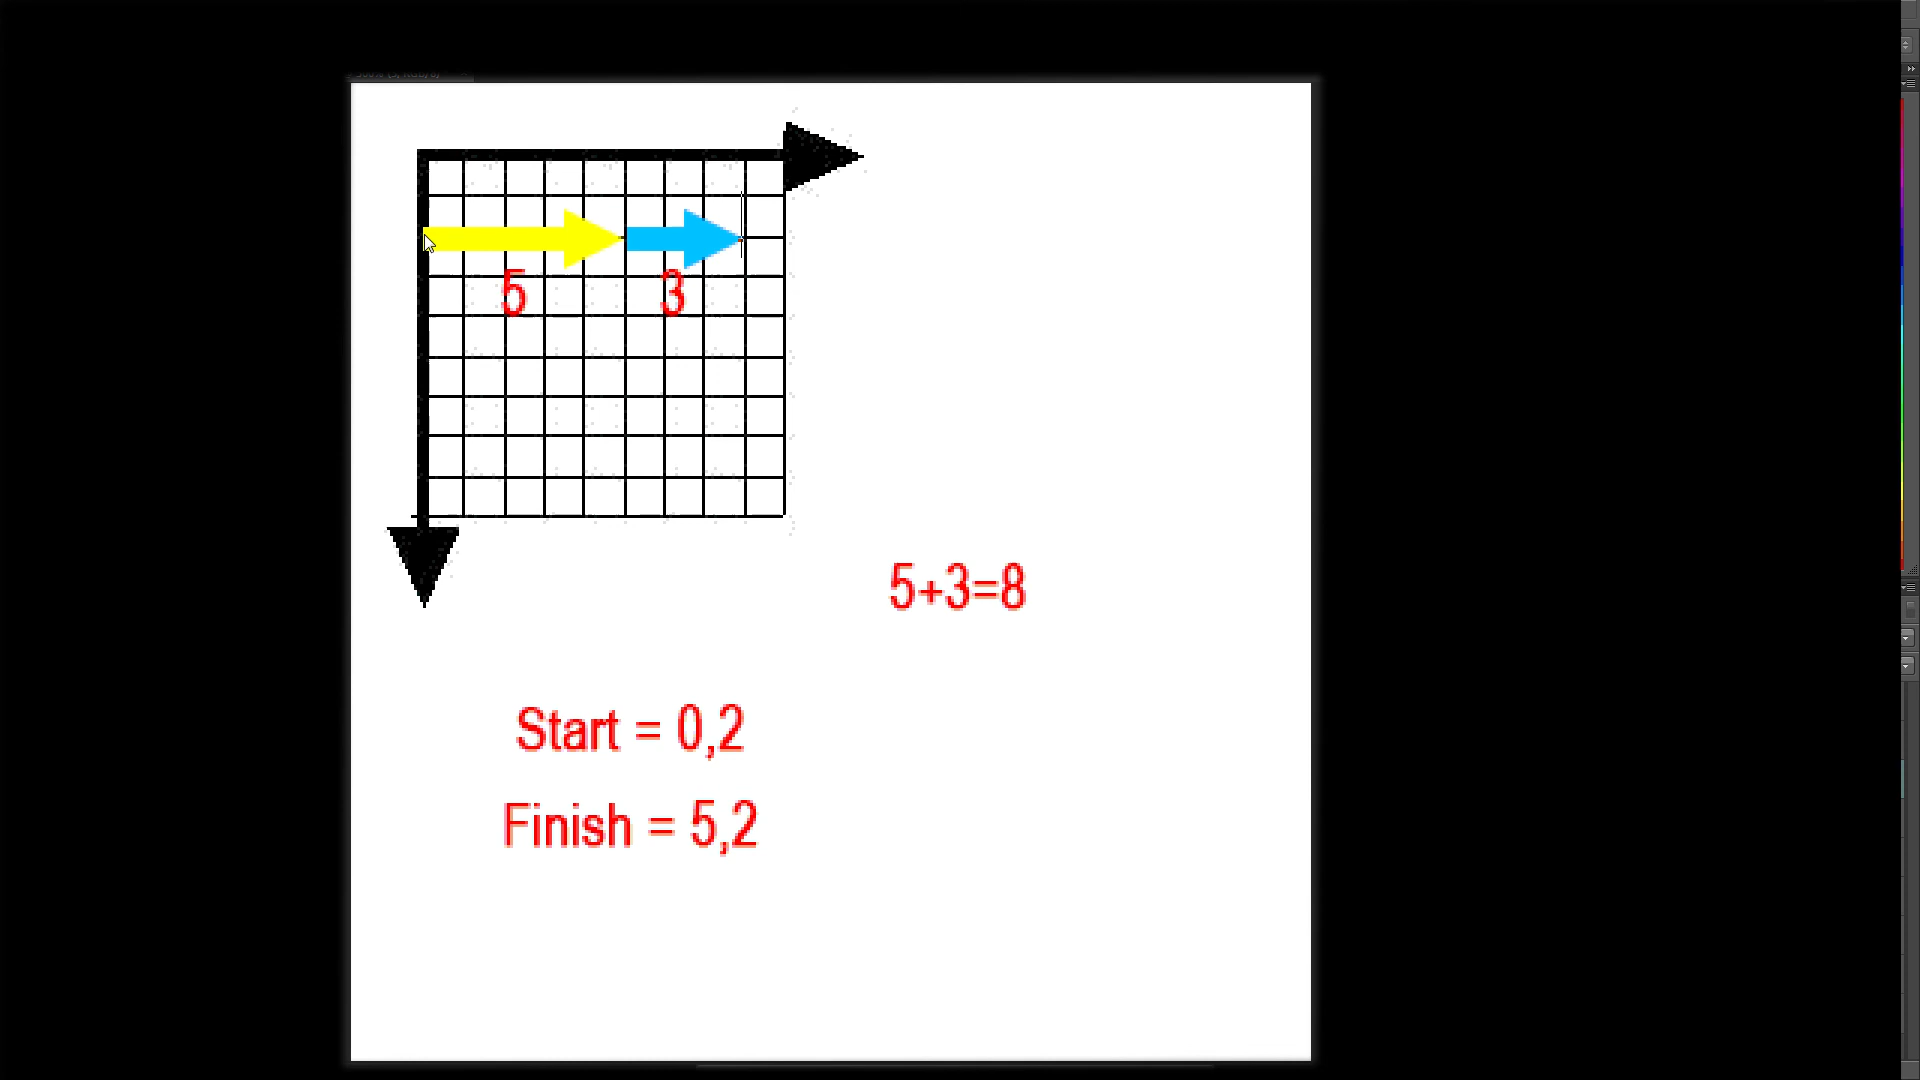 5
3
5+3=8
Start = 0,2
Finish = 5,2